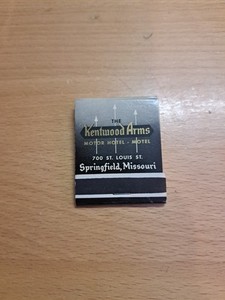 THE
Kentwood Arms
MOTOR HOTEL - MOTEL
700 ST. LOUIS ST.
Springfield, Missouri